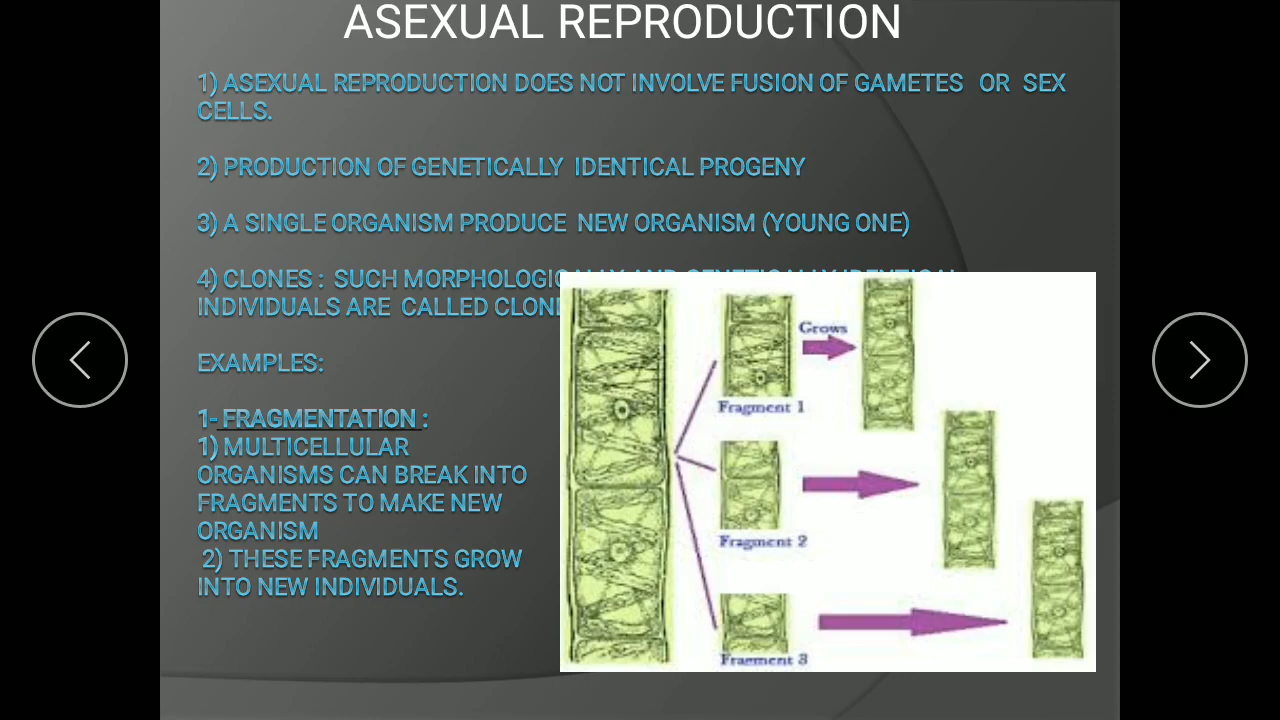 ASEXUAL REPRODUCTION
1) ASEXUAL REPRODUCTION DOES NOT INVOLVE FUSION OF GAMETES OR SEX
CELLS.
2) PRODUCTION OF GENETICALLY IDENTICAL PROGENY
3) A SINGLE ORGANISM PRODUCE NEW ORGANISM (YOUNG ONE)
4) CLONES : SUCH MORPHOLOGICALLY AND GENETICALLY IDENTICAL
INDIVIDUALS ARE CALLED
EXAMPLES:
1- FRAGMENTATION :
1) MULTICELLULAR
ORGANISMS CAN BREAK INTO
FRAGMENTS TO MAKE NEW
ORGANISM
2) THESE FRAGMENTS GROW
INTO NEW INDIVIDUALS.
Grows
Fragment 1
Fragment 2
Fragment 3